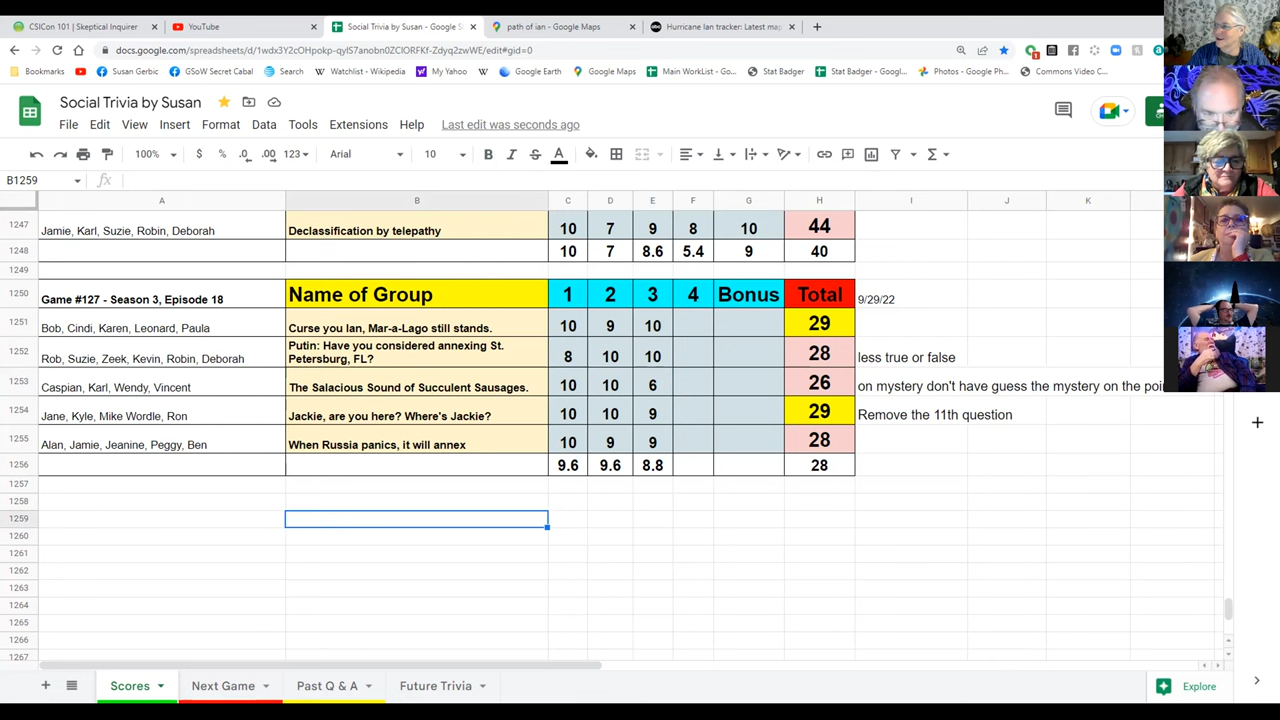 CSICon 101 | Skeptical Inquirer
YouTube
Social Trivia by Susan - Google S
path of ian - Google Maps
Hurricane Ian tracker: Latest ma
docs.google.com/spreadsheets/d/1wdx3Y2cOHpokp-qyIS7anobn0ZClORFKf-Zdyq2zwWE/edit#gid=0
Bookmarks
Susan Gerbic
GSoW Secret Cabal
Search
Watchlist - Wikipedia
My Yahoo
Google Earth
Google Maps
Main WorkList - Go...
Stat Badger
Stat Badger - Googl...
Photos - Google Ph...
Commons Video C...
Social Trivia by Susan
File Edit View Insert Format Data Tools Extensions Help Last edit was seconds ago
100% $ % .0 .00 123 Arial 10 B I S A
B1259 fx
A B C D E F G H I J K
1247 Jamie, Karl, Suzie, Robin, Deborah Declassification by telepathy 10 7 9 8 10 44
1248 10 7 8.6 5.4 9 40
1249
1250 Game #127 - Season 3, Episode 18 Name of Group 1 2 3 4 Bonus Total 9/29/22
1251 Bob, Cindi, Karen, Leonard, Paula Curse you Ian, Mar-a-Lago still stands. 10 9 10 29
1252 Rob, Suzie, Zeek, Kevin, Robin, Deborah Putin: Have you considered annexing St. 8 10 10 28 less true or false
Petersburg, FL?
1253 Caspian, Karl, Wendy, Vincent The Salacious Sound of Succulent Sausages. 10 10 6 26 on mystery don't have guess the mystery on the poi
1254 Jane, Kyle, Mike Wordle, Ron Jackie, are you here? Where's Jackie? 10 10 9 29 Remove the 11th question
1255 Alan, Jamie, Jeanine, Peggy, Ben When Russia panics, it will annex 10 9 9 28
1256 9.6 9.6 8.8 28
1257
1258
1259
1260
1261
1262
1263
1264
1265
1266
1267
Scores Next Game Past Q & A Future Trivia Explore